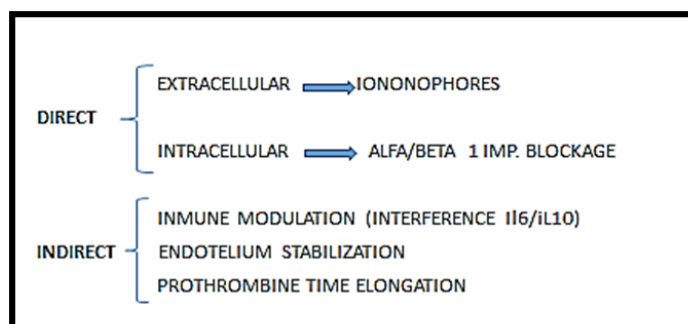 DIRECT
EXTRACELLULAR IONONOPHORES
INTRACELLULAR ALFA/BETA 1 IMP. BLOCKAGE
INDIRECT
INMUNE MODULATION (INTERFERENCE Il6/iL10)
ENDOTELIUM STABILIZATION
PROTHROMBINE TIME ELONGATION